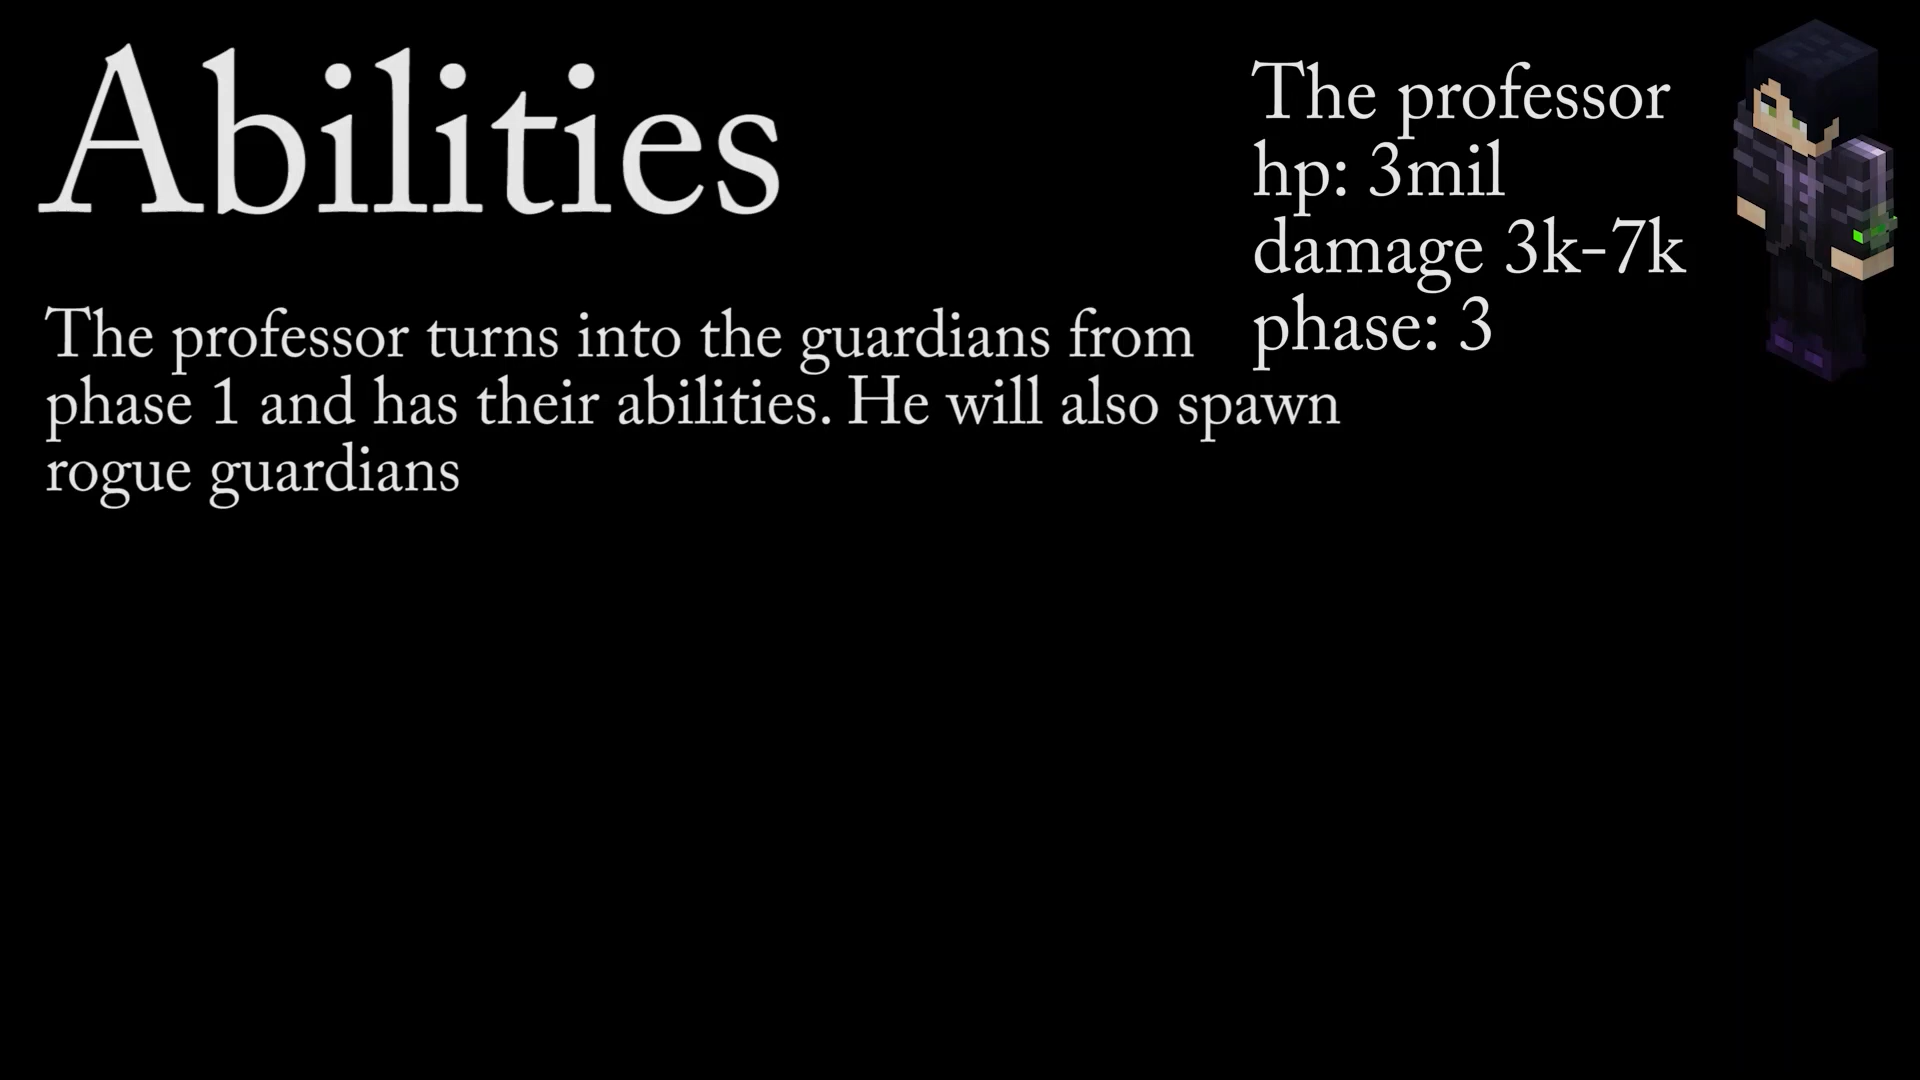 Abilities
The professor
hp: 3mil
damage 3k-7k
phase: 3
The professor turns into the guardians from
phase 1 and has their abilities. He will also spawn
rogue guardians